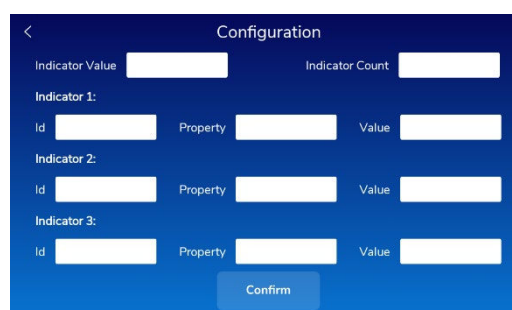 Configuration
Indicator Value Indicator Count
Indicator 1:
Id Property Value
Indicator 2:
Id Property Value
Indicator 3:
Id Property Value
Confirm